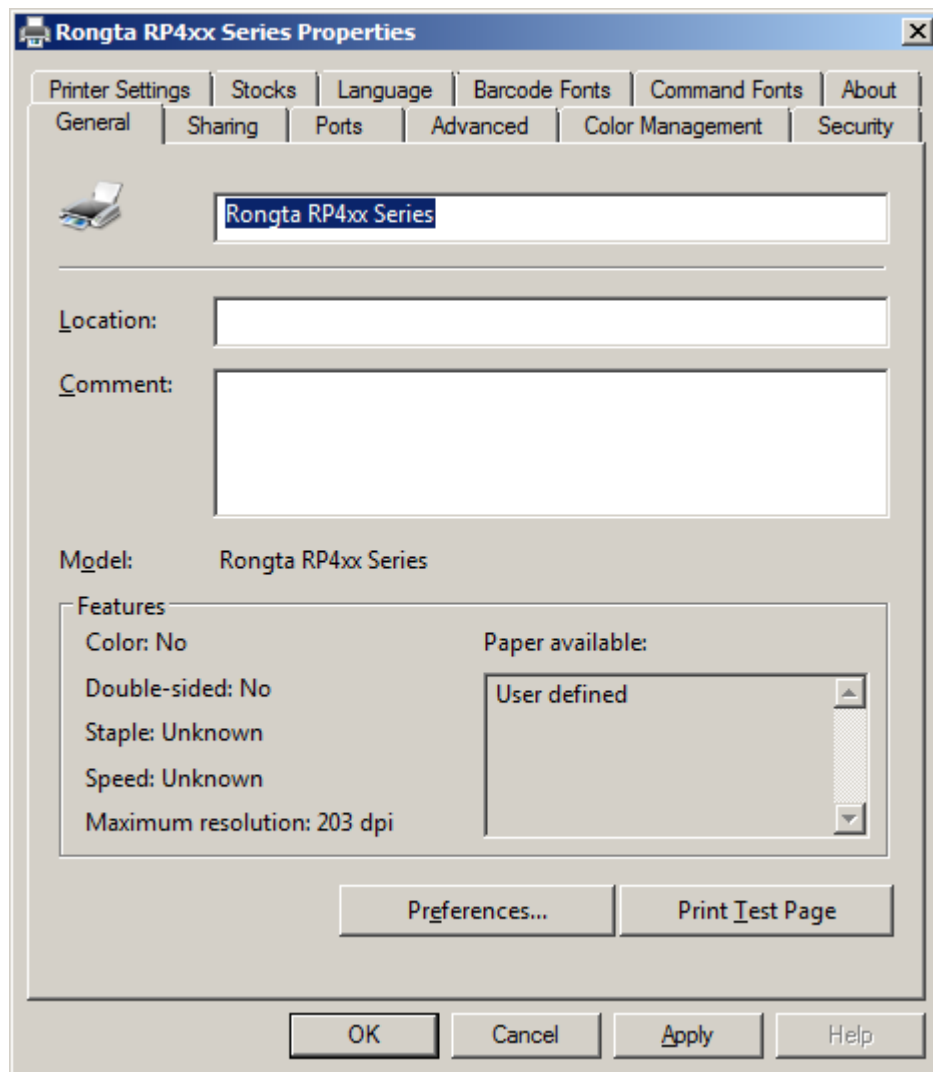 Rongta RP4xx Series Properties
Printer Settings Stocks Language Barcode Fonts Command Fonts About
General Sharing Ports Advanced Color Management Security
Rongta RP4xx Series
Location:
Comment:
Model: Rongta RP4xx Series
Features
Color: No
Double-sided: No
Staple: Unknown
Speed: Unknown
Maximum resolution: 203 dpi
Paper available:
User defined
Preferences... Print Test Page
OK Cancel Apply Help